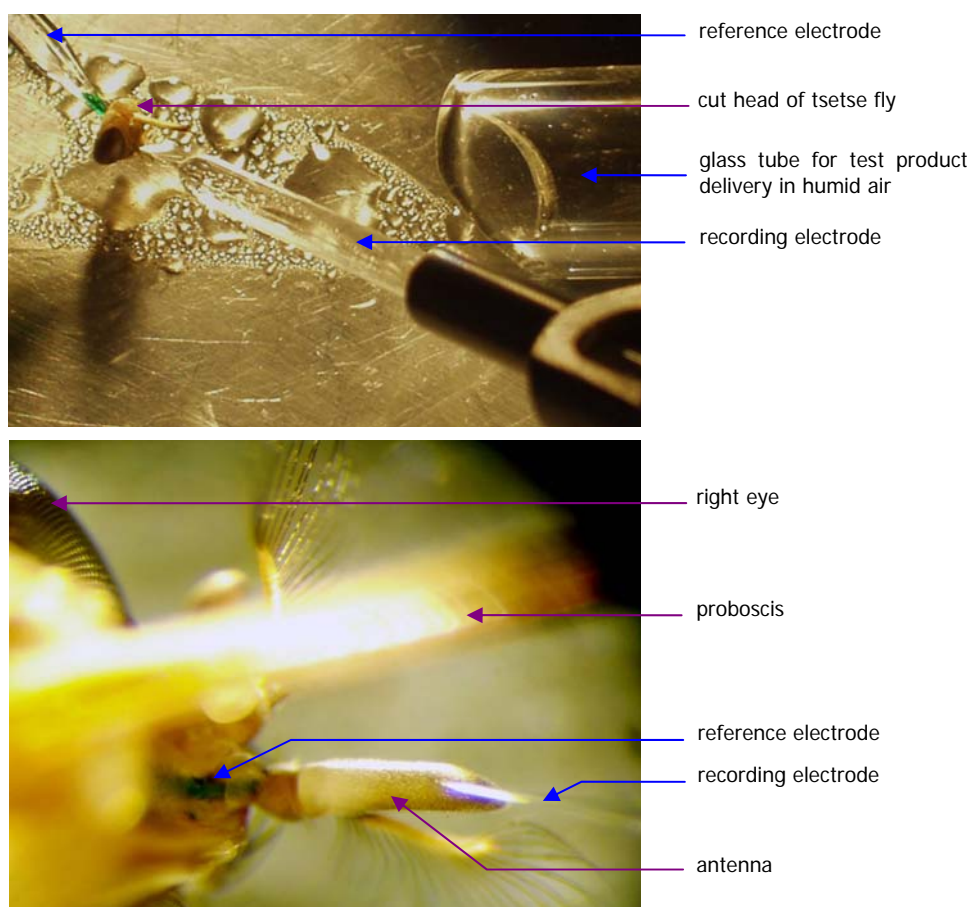 reference electrode
cut head of tsetse fly
glass tube for test product
delivery in humid air
recording electrode
right eye
proboscis
reference electrode
recording electrode
antenna